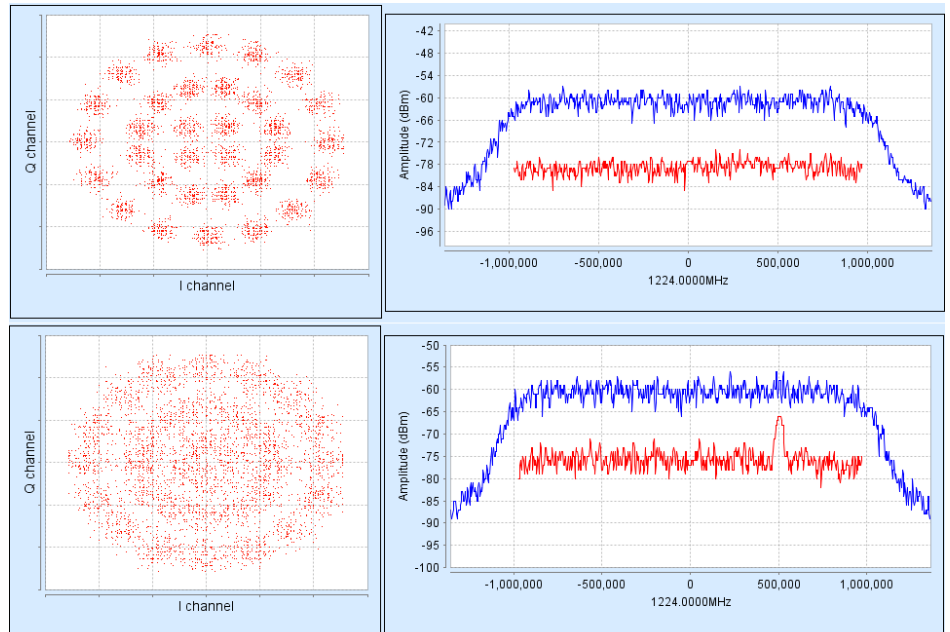 Q channel
I channel
Amplitude (dBm)
-42
-48
-54
-60
-66
-72
-78
-84
-90
-96
-1,000,000 -500,000 0 500,000 1,000,000
1224.0000MHz
Q channel
I channel
Amplitude (dBm)
-50
-55
-60
-65
-70
-75
-80
-85
-90
-95
-100
-1,000,000 -500,000 0 500,000 1,000,000
1224.0000MHz